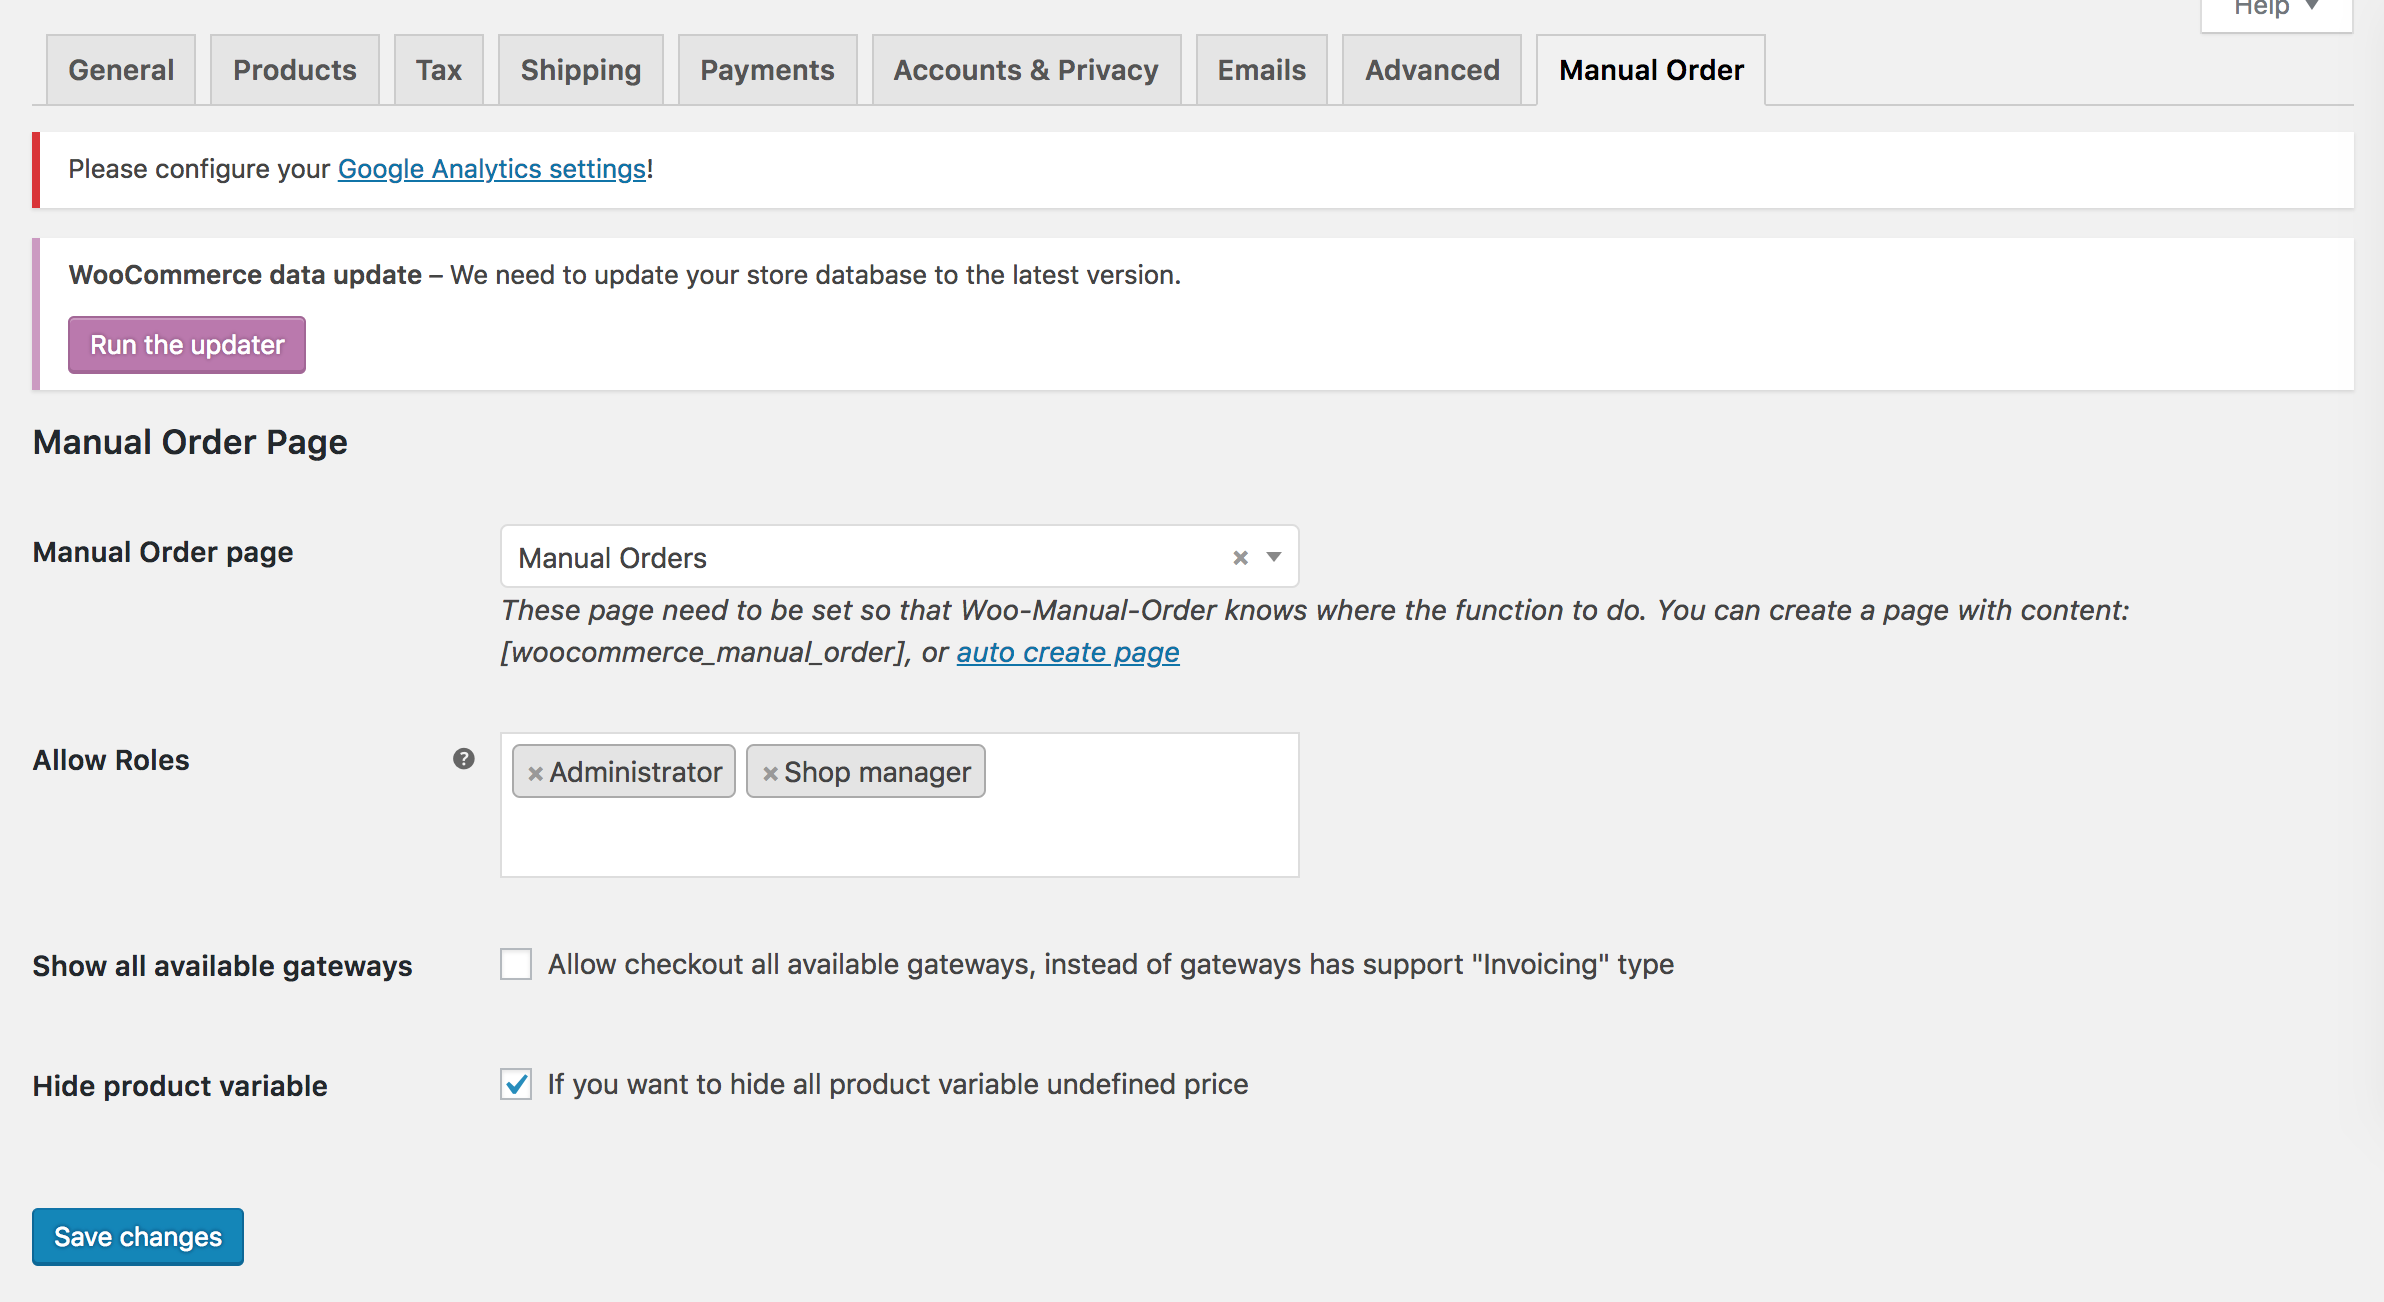 Help
General Products Tax Shipping Payments Accounts & Privacy Emails Advanced Manual Order
Please configure your Google Analytics settings!
WooCommerce data update – We need to update your store database to the latest version.
Run the updater
Manual Order Page
Manual Order page
Manual Orders
These page need to be set so that Woo-Manual-Order knows where the function to do. You can create a page with content:
[woocommerce_manual_order], or auto create page
Allow Roles
Administrator Shop manager
Show all available gateways
Allow checkout all available gateways, instead of gateways has support "Invoicing" type
Hide product variable
If you want to hide all product variable undefined price
Save changes